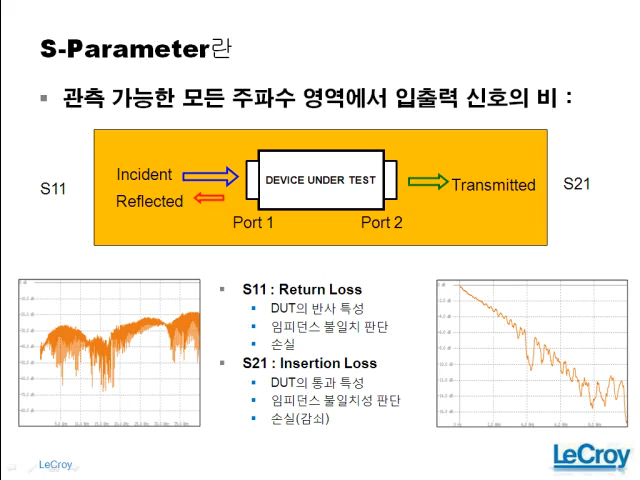 S-Parameter란
관측 가능한 모든 주파수 영역에서 입출력 신호의 비 :
S11
Incident
Reflected
DEVICE UNDER TEST
Transmitted
S21
Port 1
Port 2
S11 : Return Loss
DUT의 반사 특성
임피던스 불일치 판단
손실
S21 : Insertion Loss
DUT의 통과 특성
임피던스 불일치성 판단
손실(감쇠)
LeCroy
LeCroy